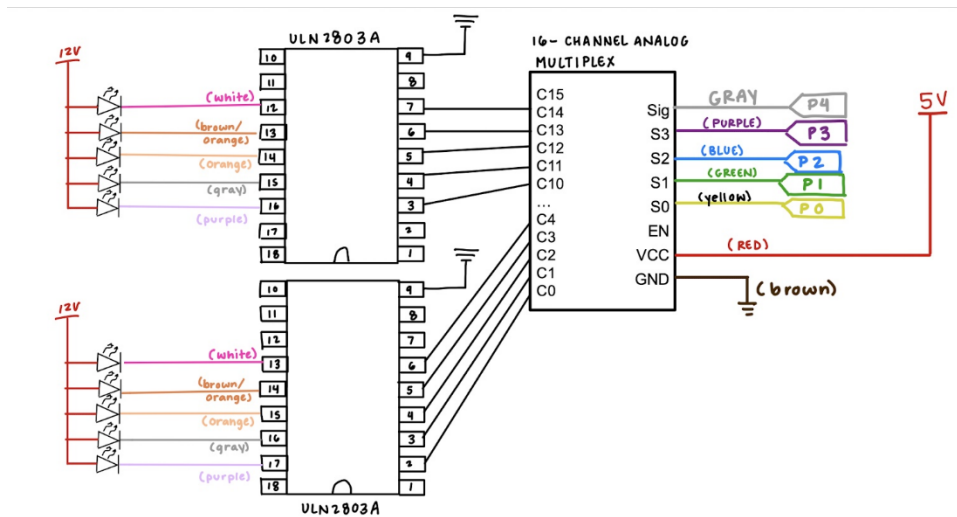 ULN2803A
12V
10
11
(white)
12
(brown/
orange)
13
(orange)
14
(gray)
15
(purple)
16
17
18
9
8
7
6
5
4
3
2
1
16- CHANNEL ANALOG
MULTIPLEX
C15
C14
C13
C12
C11
C10
...
C4
C3
C2
C1
C0
Sig
S3
S2
S1
S0
EN
VCC
GND
GRAY
P4
(PURPLE)
P3
(BLUE)
P2
(GREEN)
P1
(yellow)
P0
(RED)
5V
(brown)
12V
10
11
12
(white)
13
(brown/
orange)
14
(orange)
15
(gray)
16
(purple)
17
18
9
8
7
6
5
4
3
2
1
ULN2803A